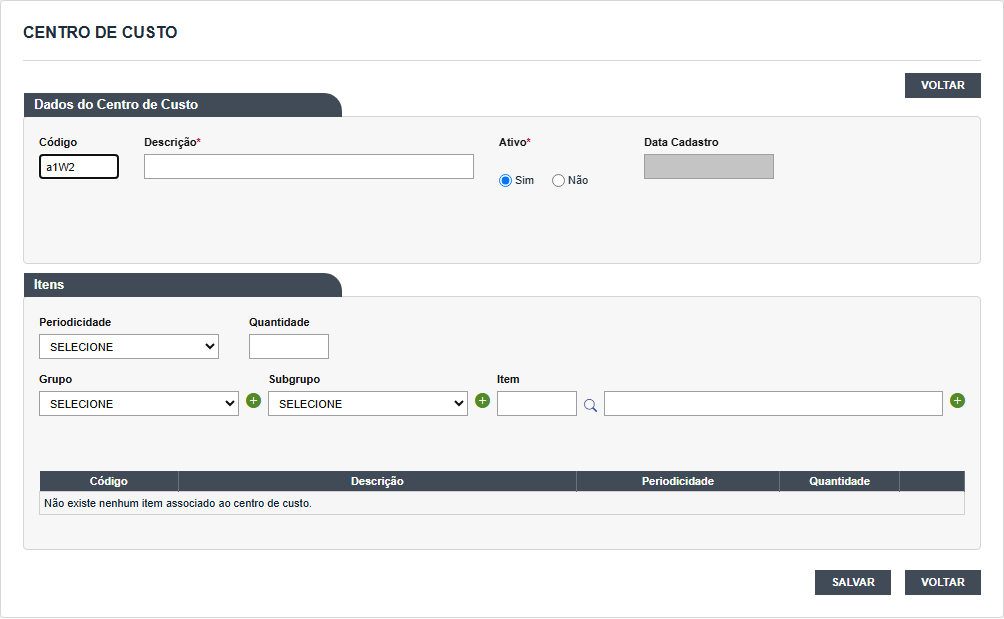 CENTRO DE CUSTO
VOLTAR
Dados do Centro de Custo
Código Descrição* Ativo* Data Cadastro
a1W2
Sim Não
Itens
Periodicidade Quantidade
SELECIONE
Grupo Subgrupo Item
SELECIONE SELECIONE
Código Descrição Periodicidade Quantidade
Não existe nenhum item associado ao centro de custo.
SALVAR VOLTAR